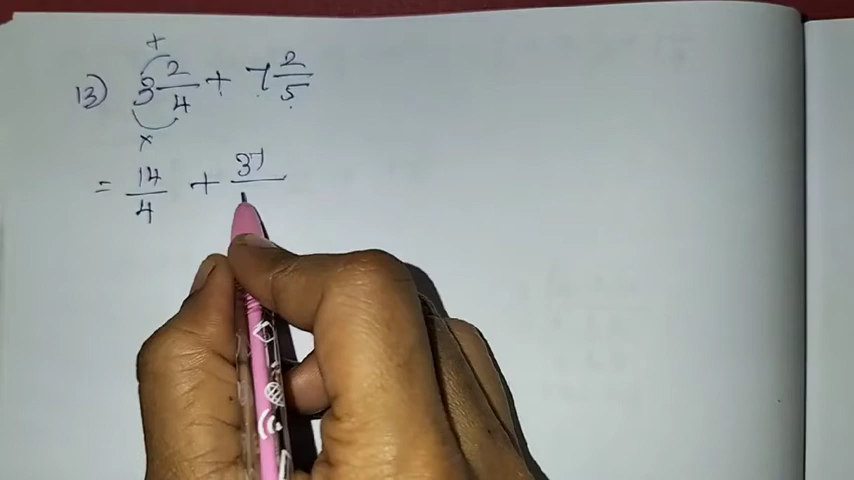 13) 3 2/4 + 7 2/5
= 14/4 + 37/